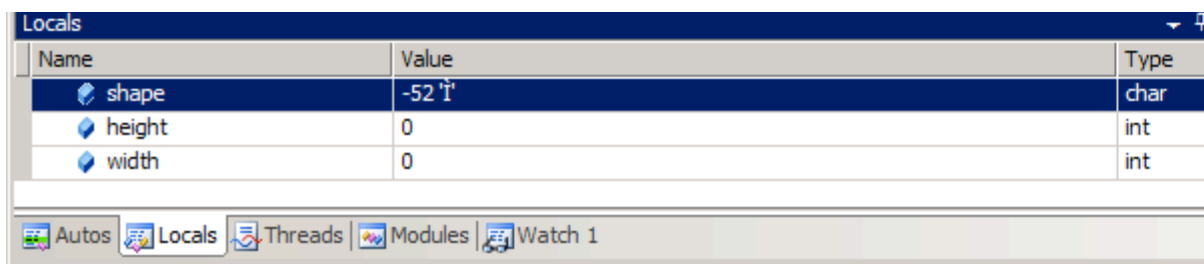 Locals
Name Value Type
shape -52 'Ì' char
height 0 int
width 0 int
Autos Locals Threads Modules Watch 1